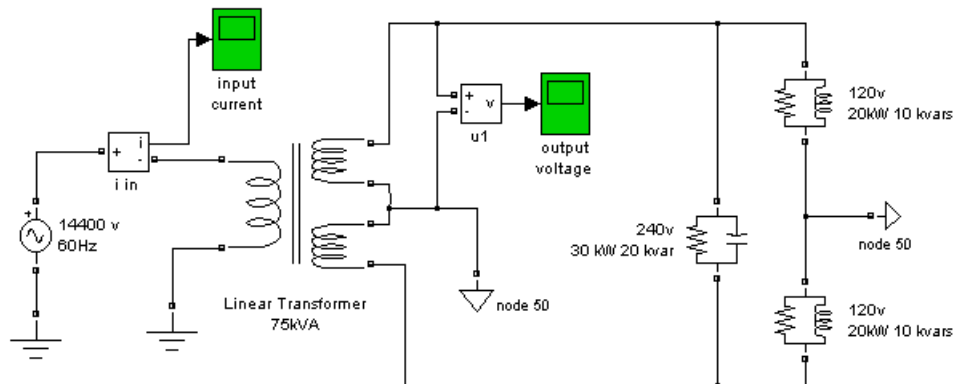 input
current
+
-
v
u1
output
voltage
120v
20kW 10 kvars
+
i
-
i in
+
14400 v
60Hz
240v
30 kW 20 kvar
node 50
node 50
Linear Transformer
75kVA
120v
20kW 10 kvars